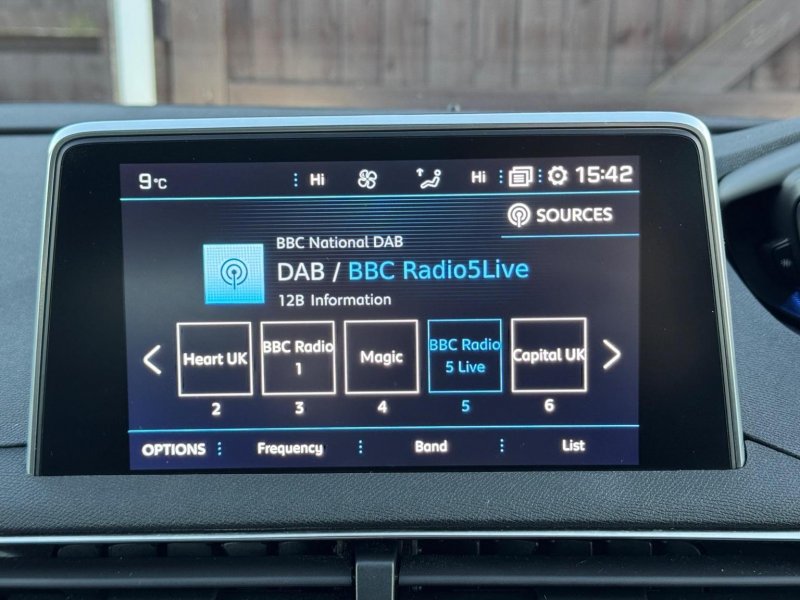 9°C Hi Hi 15:42
SOURCES
BBC National DAB
DAB / BBC Radio5Live
12B Information
Heart UK
BBC Radio
1
Magic
BBC Radio
5 Live
Capital UK
2 3 4 5 6
OPTIONS Frequency Band List